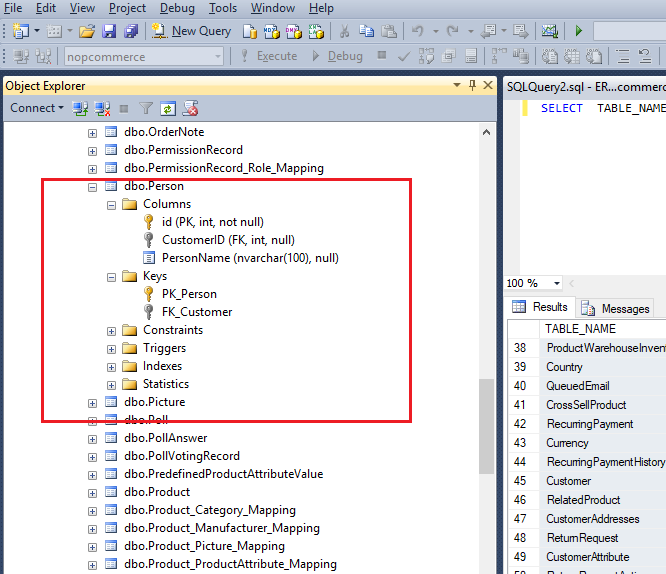 File Edit View Project Debug Tools Window Help
New Query
nopcommerce
Execute Debug
Object Explorer
Connect
dbo.OrderNote
dbo.PermissionRecord
dbo.PermissionRecord_Role_Mapping
dbo.Person
Columns
id (PK, int, not null)
CustomerID (FK, int, null)
PersonName (nvarchar(100), null)
Keys
PK_Person
FK_Customer
Constraints
Triggers
Indexes
Statistics
dbo.Picture
dbo.Poll
dbo.PollAnswer
dbo.PollVotingRecord
dbo.PredefinedProductAttributeValue
dbo.Product
dbo.Product_Category_Mapping
dbo.Product_Manufacturer_Mapping
dbo.Product_Picture_Mapping
dbo.Product_ProductAttribute_Mapping
SQLQuery2.sql - ER...commerc
SELECT TABLE_NAME
100 %
Results Messages
TABLE_NAME
38 ProductWarehouseInvent
39 Country
40 QueuedEmail
41 CrossSellProduct
42 RecurringPayment
43 Currency
44 RecurringPaymentHistory
45 Customer
46 RelatedProduct
47 CustomerAddresses
48 ReturnRequest
49 CustomerAttribute